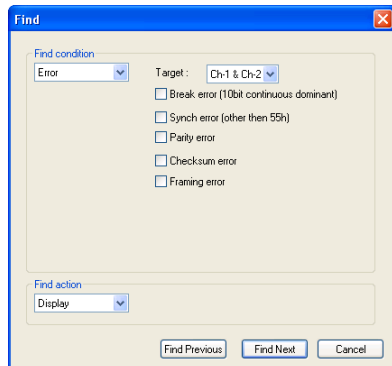 Find
Find condition
Error
Target : Ch-1 & Ch-2
Break error (10bit continuous dominant)
Synch error (other then 55h)
Parity error
Checksum error
Framing error
Find action
Display
Find Previous Find Next Cancel